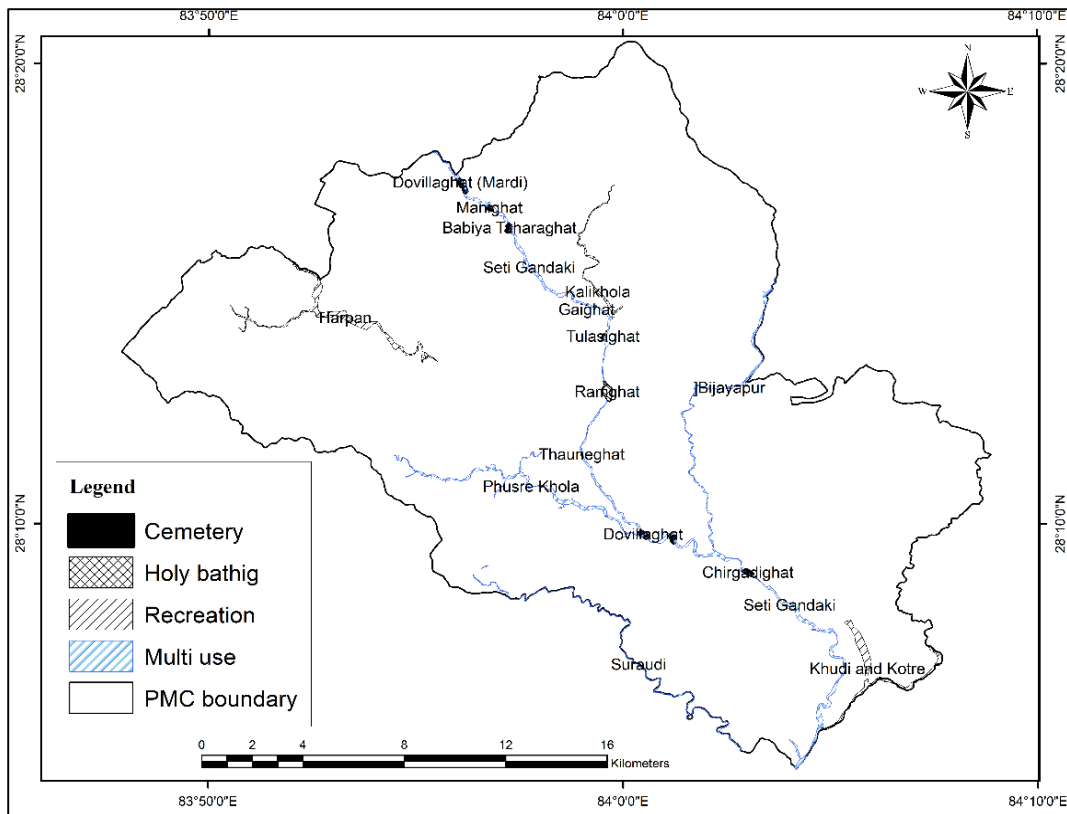 83°50'0"E 84°0'0"E 84°10'0"E
28°20'0"N 28°20'0"N
N
W E
S
Dovillaghat (Mardi)
Mahighat
Babiya Taharaghat
Seti Gandaki
Kalikhola
Gaighat
Harpan
Tulasighat
Ramghat
Bijayapur
Thauneghat
Phusre Khola
28°10'0"N 28°10'0"N
Dovillaghat
Chirgadighat
Seti Gandaki
Suraudi
Khudi and Kotre
Legend
Cemetery
Holy bathig
Recreation
Multi use
PMC boundary
0 2 4 8 12 16
Kilometers
83°50'0"E 84°0'0"E 84°10'0"E